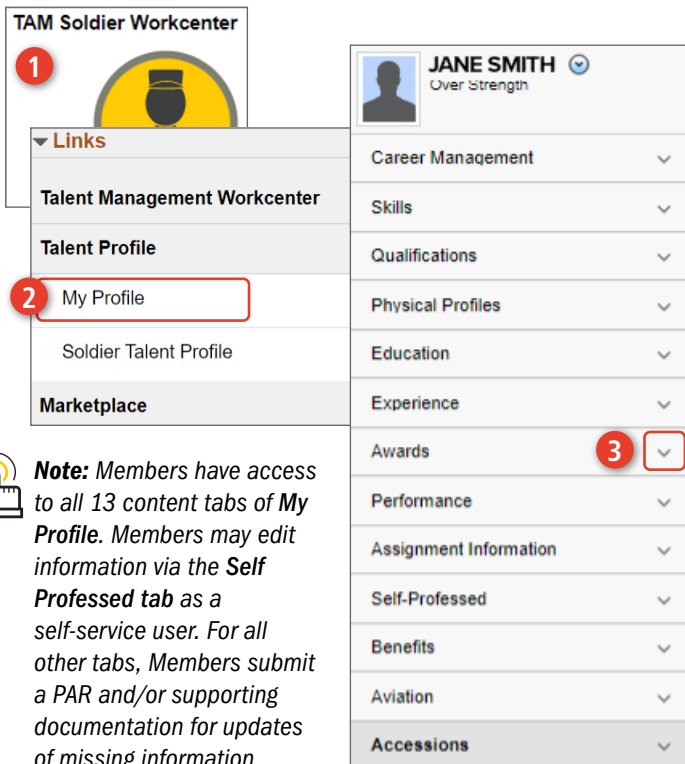 TAM Soldier Workcenter
1
Links
Talent Management Workcenter
Talent Profile
2 My Profile
Soldier Talent Profile
Marketplace
Note: Members have access
to all 13 content tabs of My
Profile. Members may edit
information via the Self
Professed tab as a
self-service user. For all
other tabs, Members submit
a PAR and/or supporting
documentation for updates
of missing information
JANE SMITH
Over Strength
Career Management
Skills
Qualifications
Physical Profiles
Education
Experience
Awards 3
Performance
Assignment Information
Self-Professed
Benefits
Aviation
Accessions